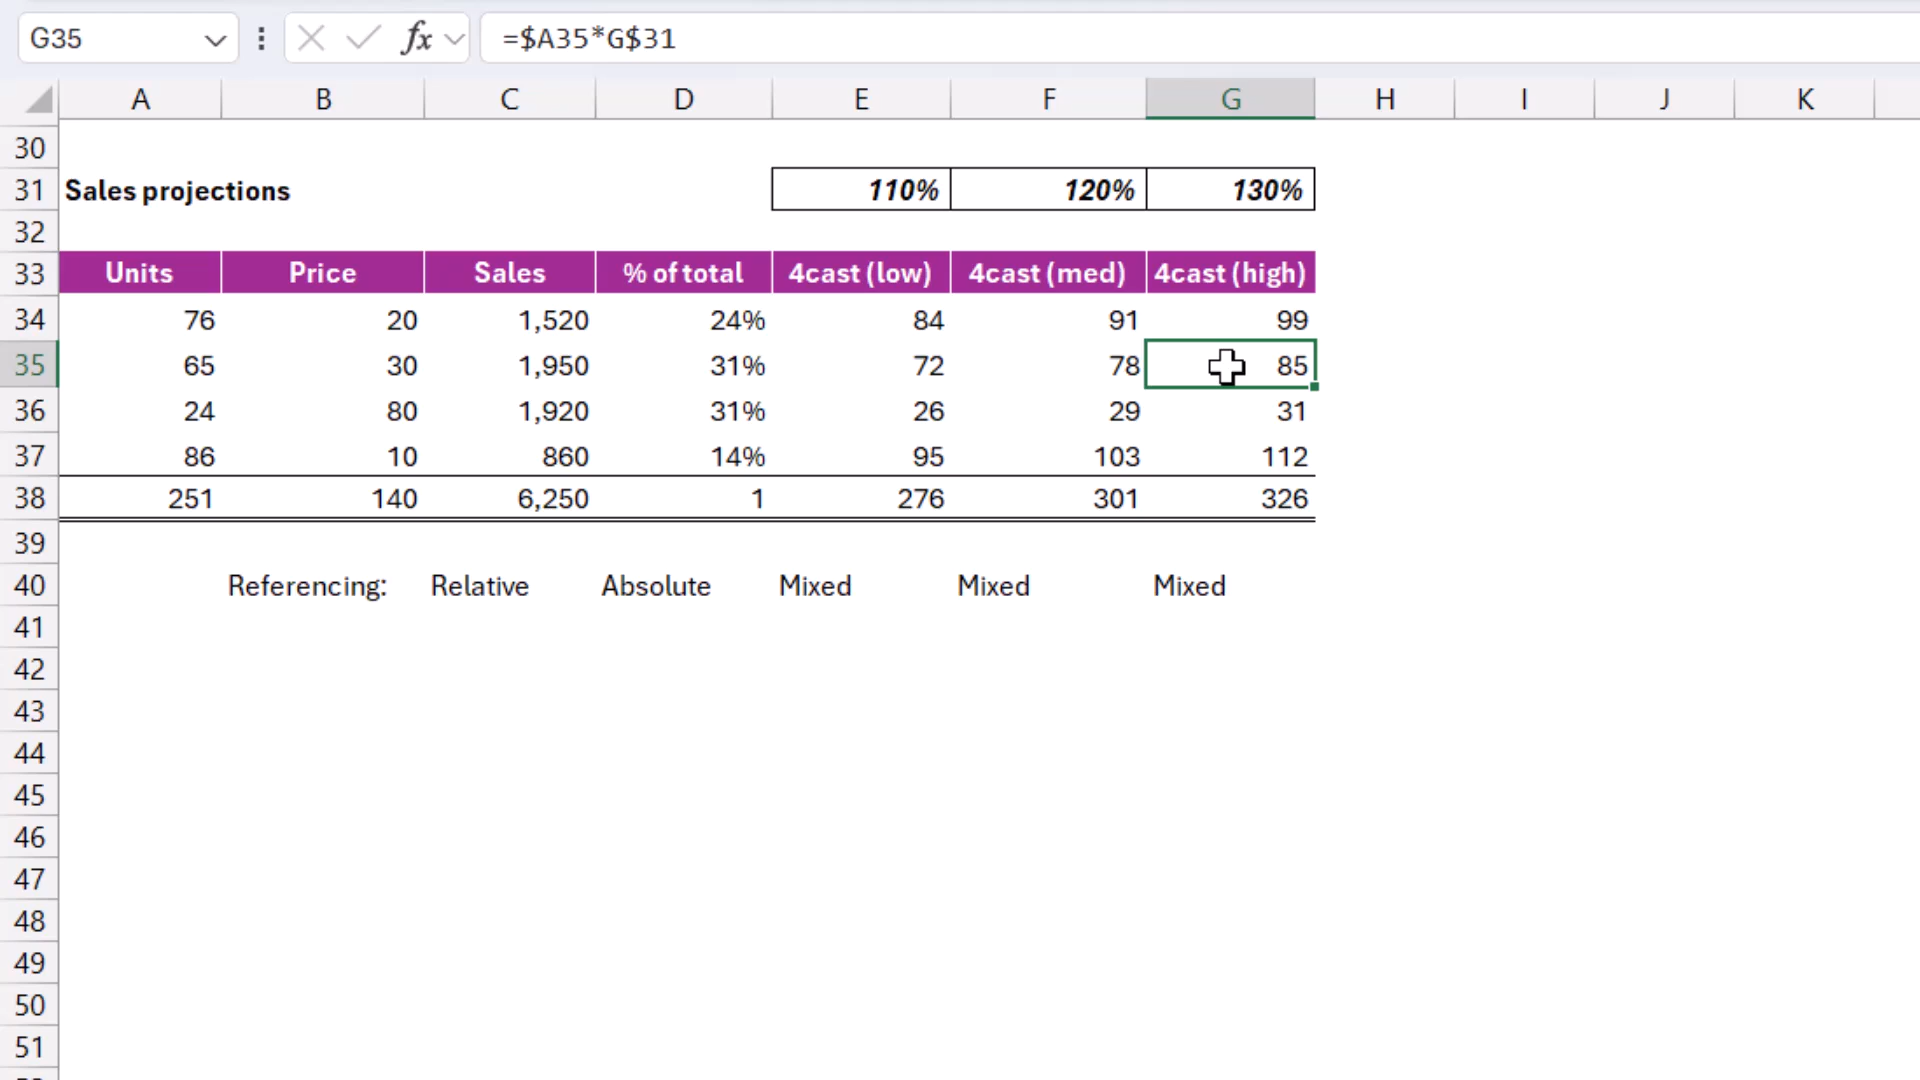 G35 fx =$A35*G$31
A B C D E F G H I J K
30
31 Sales projections 110% 120% 130%
32
33 Units Price Sales % of total 4cast (low) 4cast (med) 4cast (high)
34 76 20 1,520 24% 84 91 99
35 65 30 1,950 31% 72 78 85
36 24 80 1,920 31% 26 29 31
37 86 10 860 14% 95 103 112
38 251 140 6,250 1 276 301 326
39
40 Referencing: Relative Absolute Mixed Mixed Mixed
41
42
43
44
45
46
47
48
49
50
51